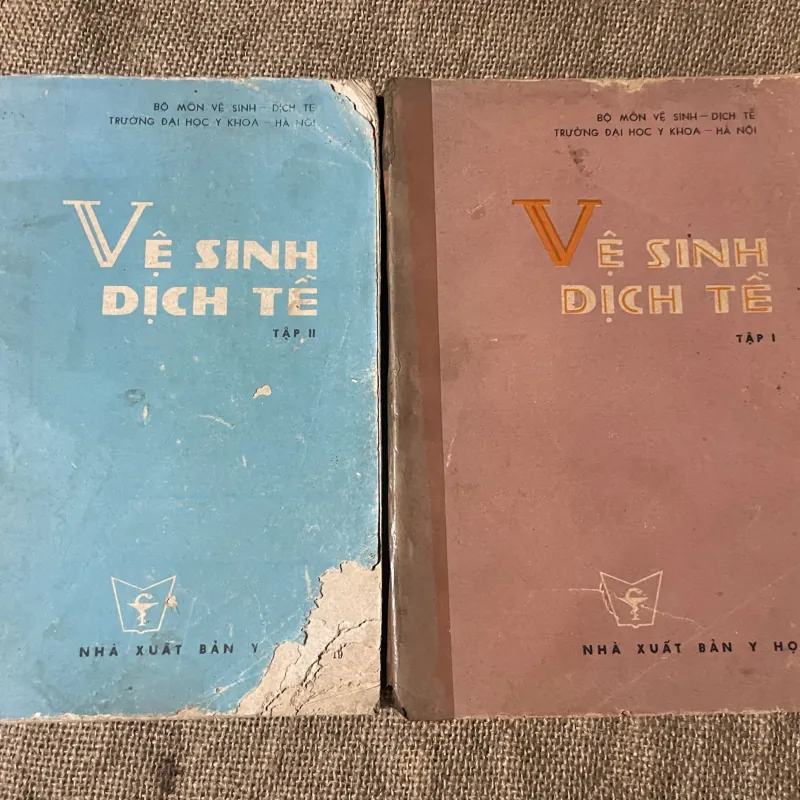 BỘ MÔN VỆ SINH – DỊCH TỄ
TRƯỜNG ĐẠI HỌC Y KHOA – HÀ NỘI
VỆ SINH
DỊCH TỄ
TẬP II
NHÀ XUẤT BẢN Y
BỘ MÔN VỆ SINH – DỊCH TỄ
TRƯỜNG ĐẠI HỌC Y KHOA – HÀ NỘI
VỆ SINH
DỊCH TỄ
TẬP I
NHÀ XUẤT BẢN Y HỌ